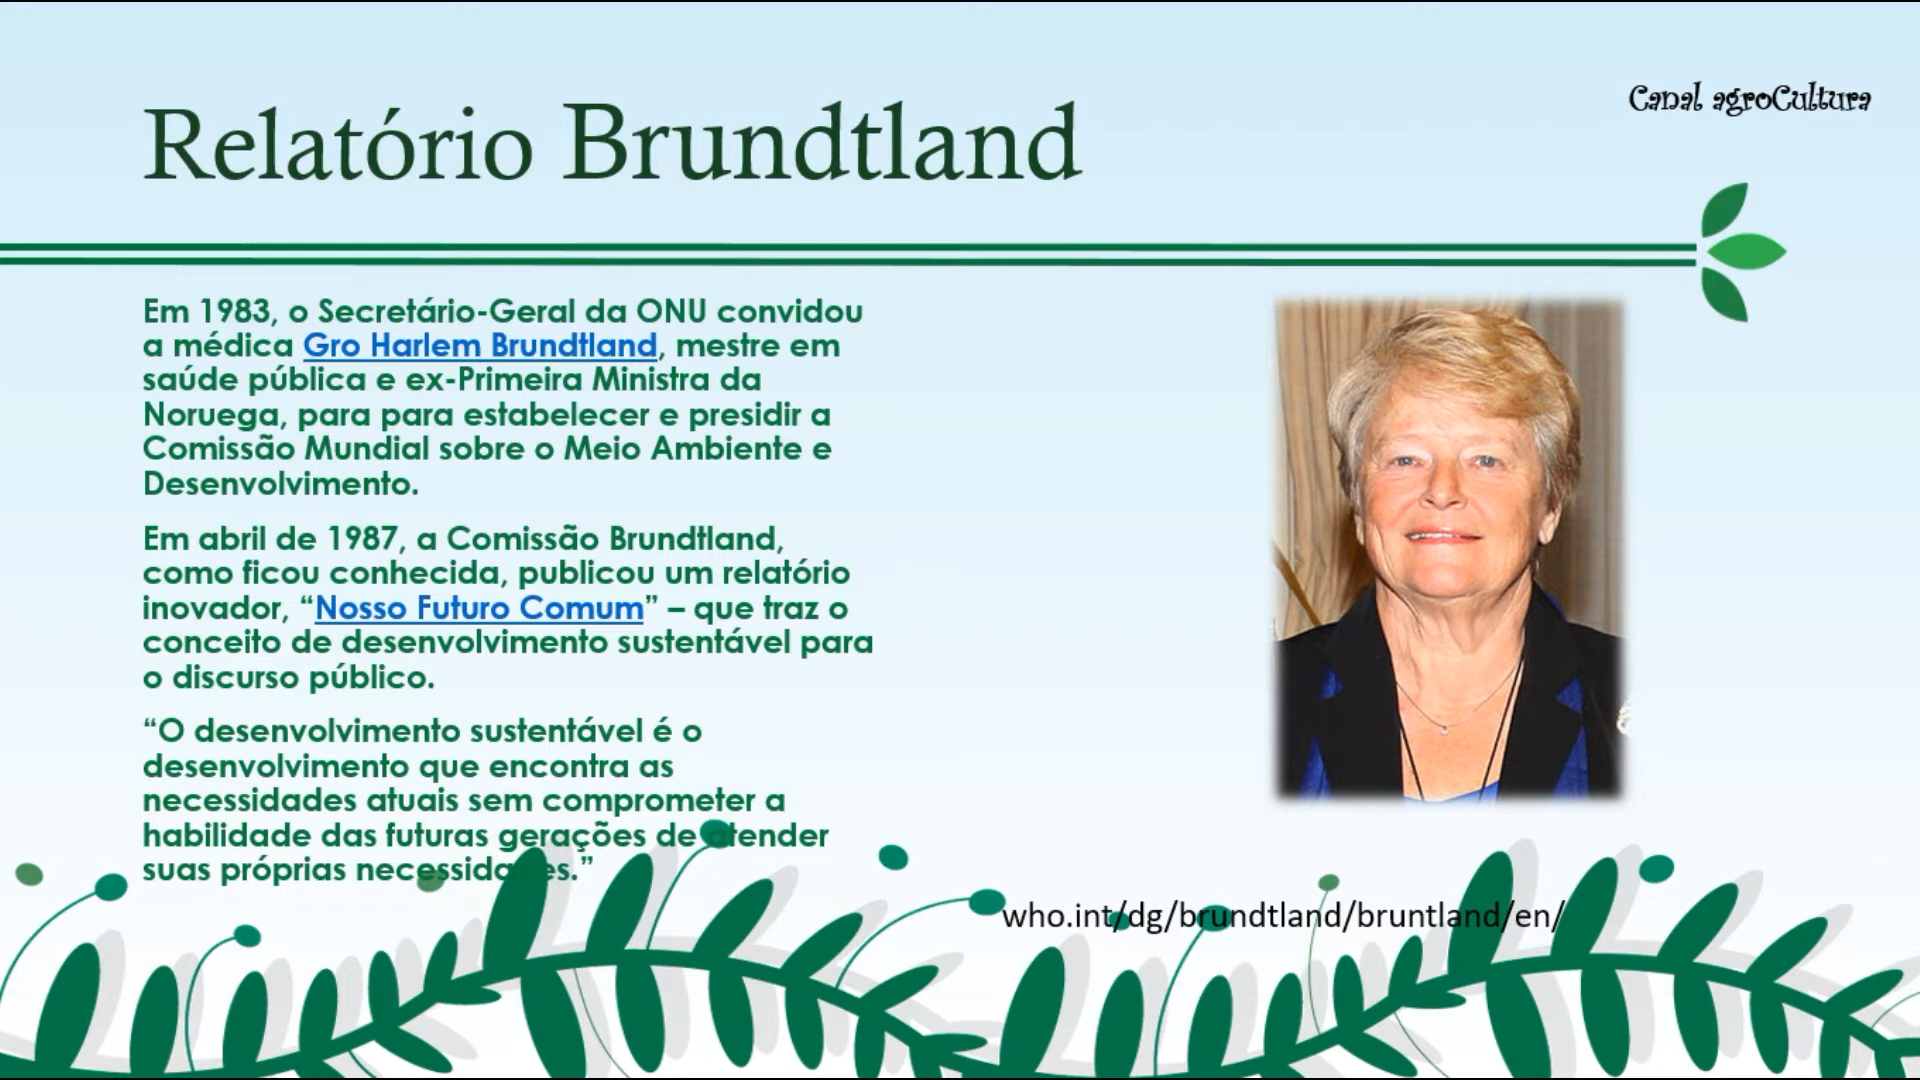 Canal agroCultura
Relatório Brundtland
Em 1983, o Secretário-Geral da ONU convidou
a médica Gro Harlem Brundtland, mestre em
saúde pública e ex-Primeira Ministra da
Noruega, para para estabelecer e presidir a
Comissão Mundial sobre o Meio Ambiente e
Desenvolvimento.
Em abril de 1987, a Comissão Brundtland,
como ficou conhecida, publicou um relatório
inovador, “Nosso Futuro Comum” – que traz o
conceito de desenvolvimento sustentável para
o discurso público.
“O desenvolvimento sustentável é o
desenvolvimento que encontra as
necessidades atuais sem comprometer a
habilidade das futuras gerações de atender
suas próprias necessidades.”
who.int/dg/brundtland/bruntland/en/